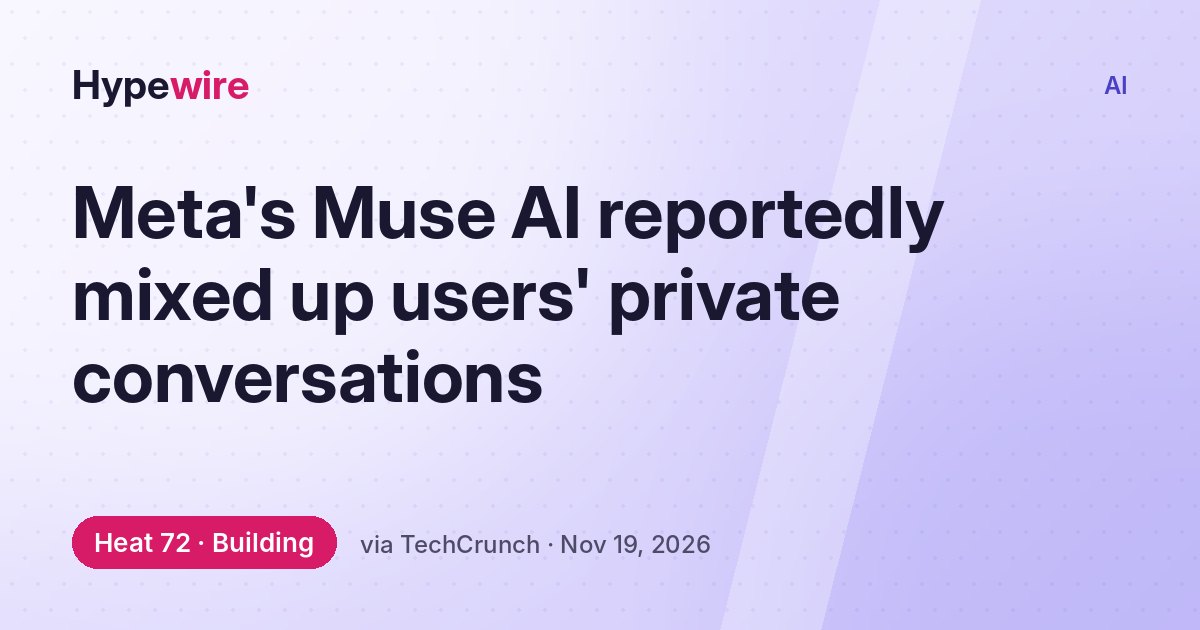 Hypewire
AI
Meta's Muse AI reportedly
mixed up users' private
conversations
Heat 72 · Building
via TechCrunch · Nov 19, 2026